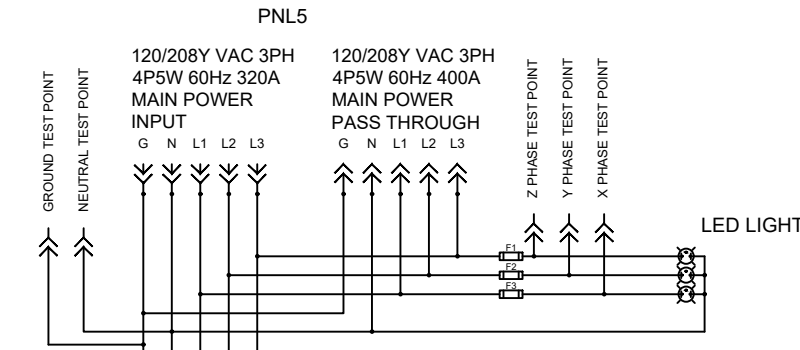 PNL5
120/208Y VAC 3PH
4P5W 60Hz 320A
MAIN POWER
INPUT
G N L1 L2 L3
120/208Y VAC 3PH
4P5W 60Hz 400A
MAIN POWER
PASS THROUGH
G N L1 L2 L3
GROUND TEST POINT
NEUTRAL TEST POINT
Z PHASE TEST POINT
Y PHASE TEST POINT
X PHASE TEST POINT
LED LIGHT
F1
F2
F3